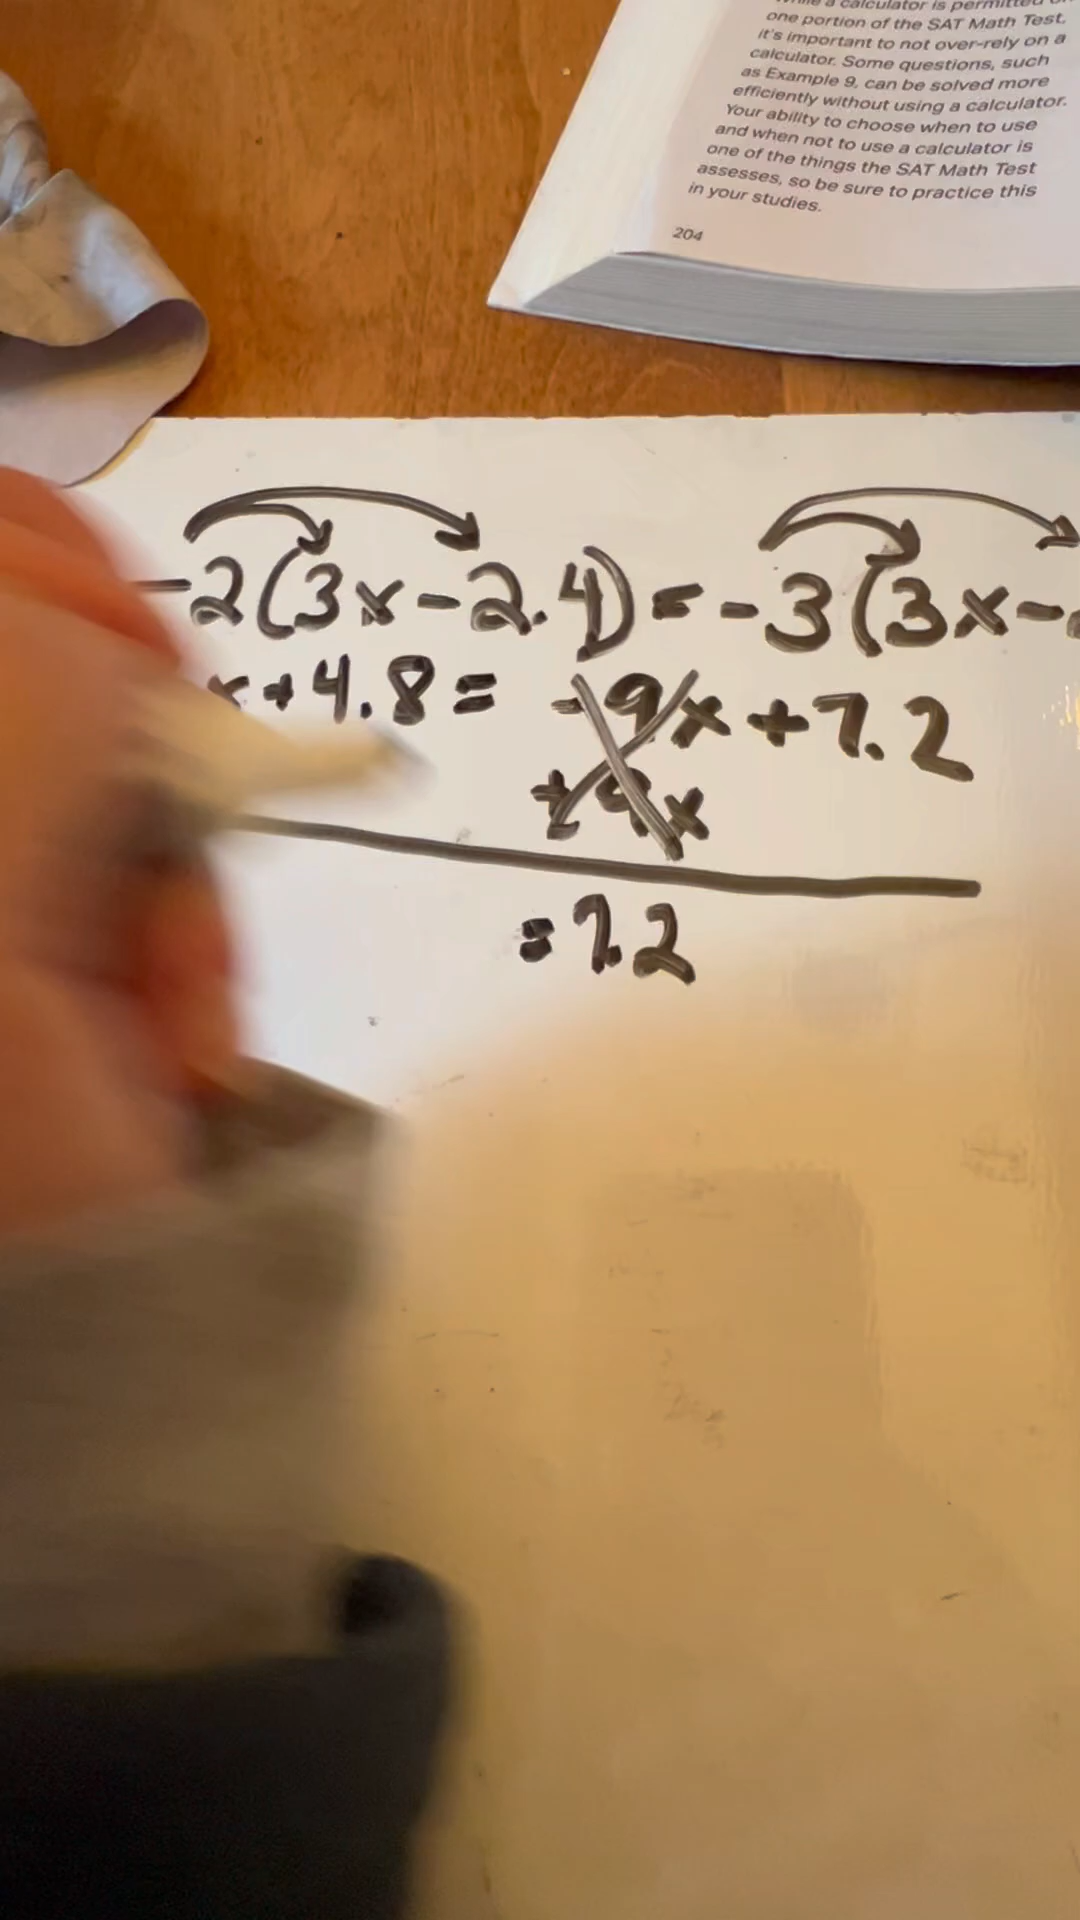 one portion of the SAT Math Test,
it's important to not over-rely on a
calculator. Some questions, such
as Example 9, can be solved more
efficiently without using a calculator.
Your ability to choose when to use
and when not to use a calculator is
one of the things the SAT Math Test
assesses, so be sure to practice this
in your studies.
204
-2(3x-2.4)=-3(3x-
x+4.8=-9x+7.2
+9x
=7.2